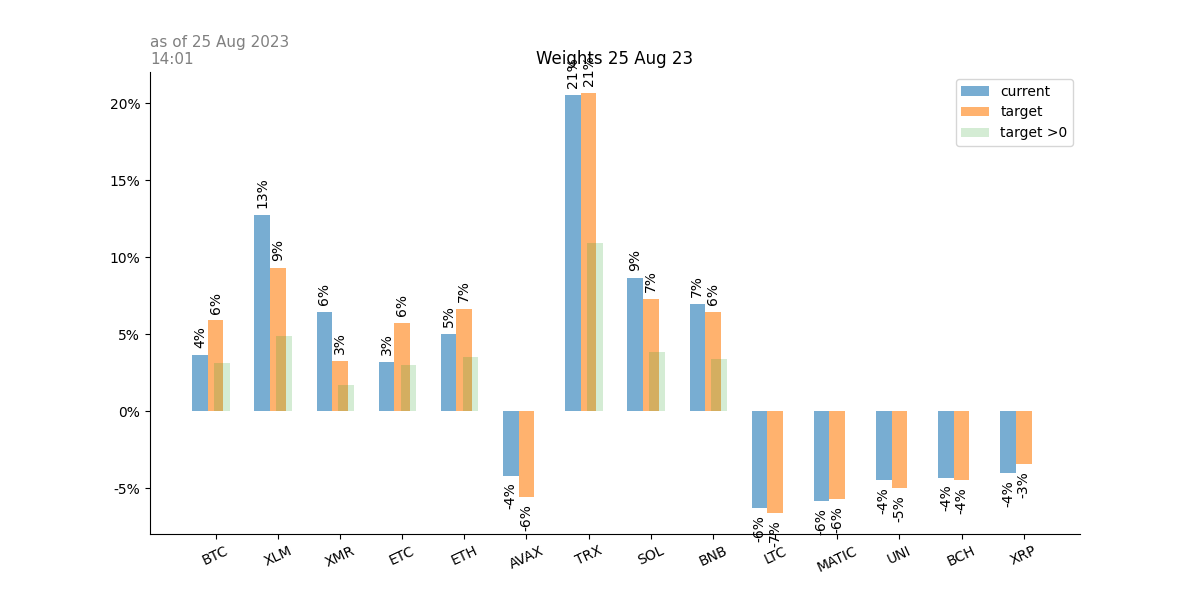 as of 25 Aug 2023
14:01
Weights 25 Aug 23
current
target
target >0
20%
15%
10%
5%
0%
-5%
4%
6%
13%
9%
6%
3%
3%
6%
5%
7%
-4%
-6%
21%
21%
9%
7%
7%
6%
-6%
-7%
-6%
-6%
-4%
-5%
-4%
-4%
-4%
-3%
BTC
XLM
XMR
ETC
ETH
AVAX
TRX
SOL
BNB
LTC
MATIC
UNI
BCH
XRP